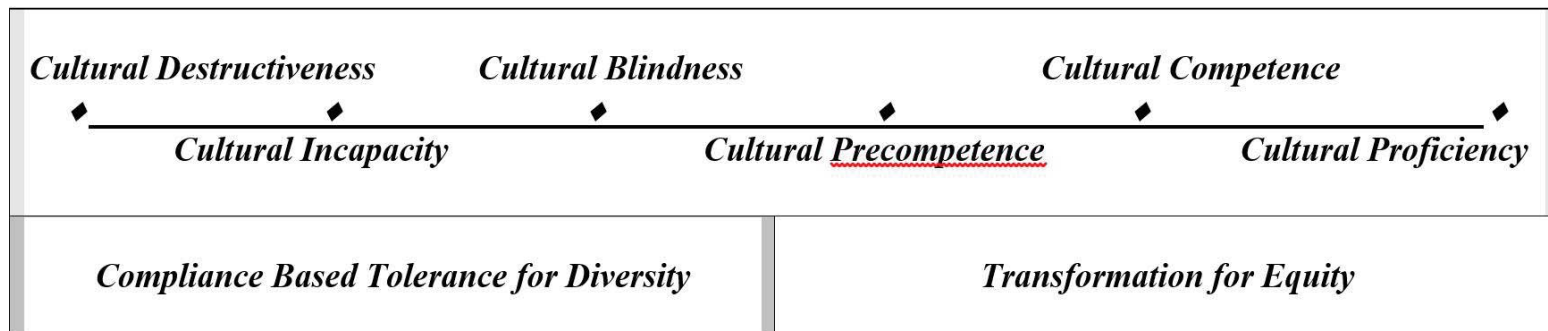 Cultural Destructiveness Cultural Blindness Cultural Competence
Cultural Incapacity Cultural Precompetence Cultural Proficiency
Compliance Based Tolerance for Diversity
Transformation for Equity